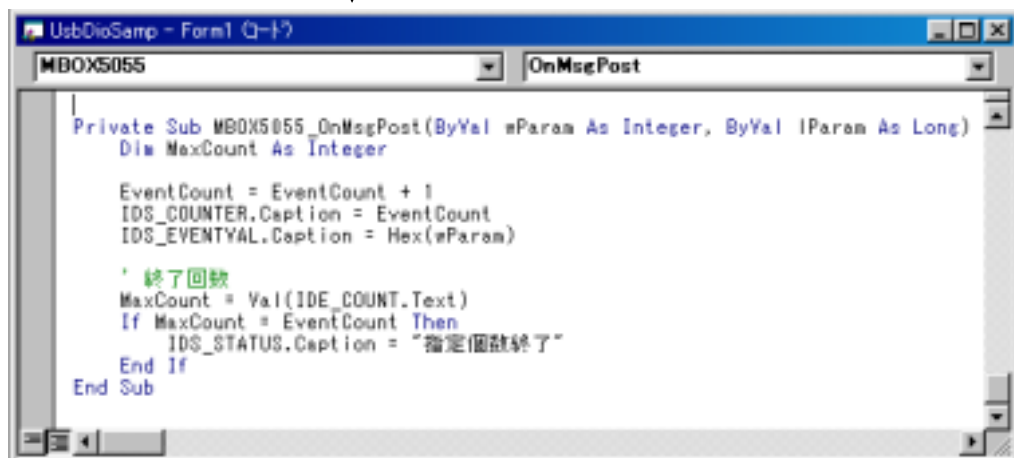 UsbDioSamp - Form1 (コード)
MBOX5055 OnMsgPost
Private Sub MBOX5055_OnMsgPost(ByVal wParam As Integer, ByVal lParam As Long)
Dim MaxCount As Integer
EventCount = EventCount + 1
IDS_COUNTER.Caption = EventCount
IDS_EVENTVAL.Caption = Hex(wParam)
' 終了回数
MaxCount = Val(IDE_COUNT.Text)
If MaxCount = EventCount Then
IDS_STATUS.Caption = "指定個数終了"
End If
End Sub